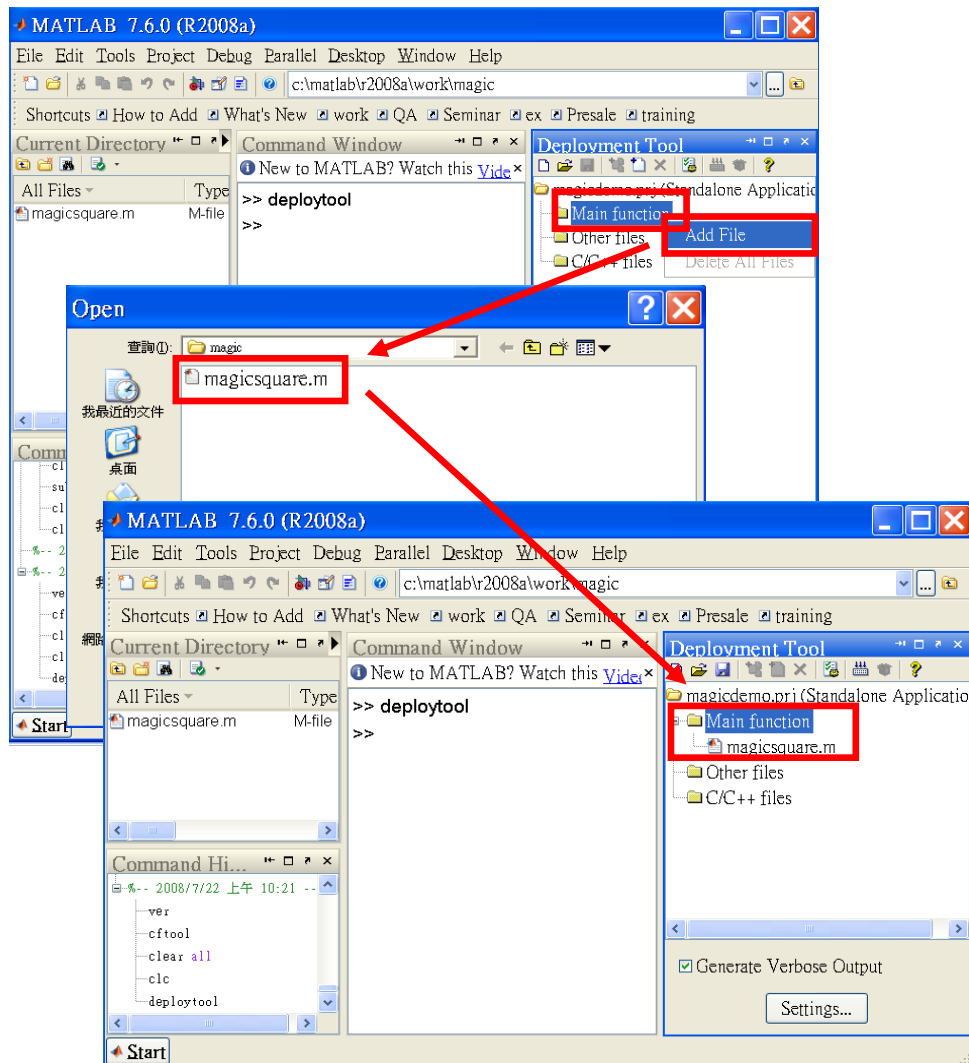 MATLAB 7.6.0 (R2008a)
File Edit Tools Project Debug Parallel Desktop Window Help
c:\matlab\r2008a\work\magic
Shortcuts How to Add What's New work QA Seminar ex Presale training
Current Directory
All Files Type
magicsquare.m M-file
Command Window
New to MATLAB? Watch this Vide
>> deploytool
>>
Deployment Tool
magicdemo.prj (Standalone Applicatio
Main function
Other files
C/C++ files
Add File
Delete All Files
Open
查詢(I): magic
magicsquare.m
我最近的文件
桌面
Comm
Start
MATLAB 7.6.0 (R2008a)
File Edit Tools Project Debug Parallel Desktop Window Help
c:\matlab\r2008a\work\magic
Shortcuts How to Add What's New work QA Seminar ex Presale training
Current Directory
All Files Type
magicsquare.m M-file
Command Hi...
%-- 2008/7/22 上午 10:21 --
ver
cftool
clear all
clc
deploytool
Start
Command Window
New to MATLAB? Watch this Video
>> deploytool
>>
Deployment Tool
magicdemo.prj (Standalone Applicatio
Main function
magicsquare.m
Other files
C/C++ files
Generate Verbose Output
Settings...